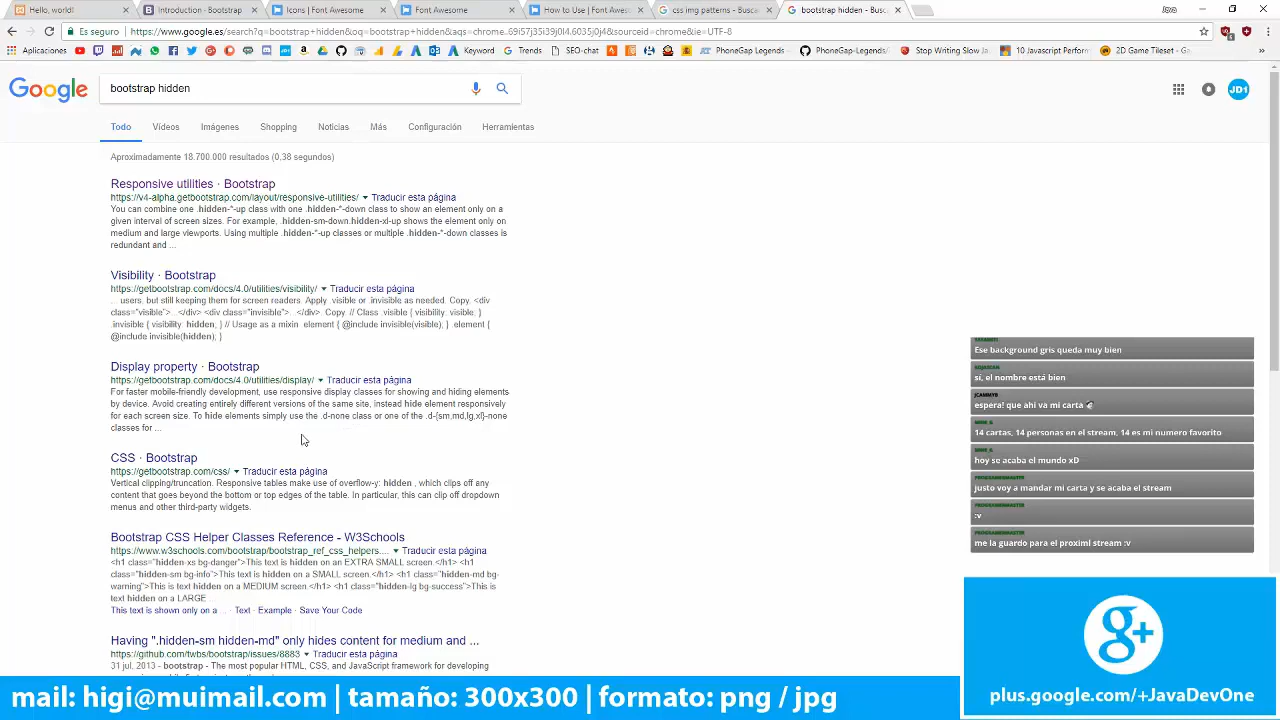 Hello, world!
Introduction · Bootstrap
Icons | Font Awesome
Font Awesome
How to Use | Font Awes
css img patterns - Busca
bootstrap hidden - Bus
Es seguro
https://www.google.es/search?q=bootstrap+hidden&oq=bootstrap+hidden&aqs=chrome..69i57j35i39j0l4.6035j0j4&sourceid=chrome&ie=UTF-8
Aplicaciones
Keyword
Trends
SEO-chat
PhoneGap Legends
Stop Writing Slow Ja
10 Javascript Perform
2D Game Tileset - G
Google
bootstrap hidden
JD1
Todo
Vídeos
Imágenes
Shopping
Noticias
Más
Configuración
Herramientas
Aproximadamente 18.700.000 resultados (0,38 segundos)
Responsive utilities · Bootstrap
https://v4-alpha.getbootstrap.com/layout/responsive-utilities/ ▾ Traducir esta página
You can combine one .hidden-*-up class with one .hidden-*-down class to show an element only on a
given interval of screen sizes. For example, .hidden-sm-down.hidden-xl-up shows the element only on
medium and large viewports. Using multiple .hidden-*-up classes or multiple .hidden-*-down classes is
redundant and ...
Visibility · Bootstrap
https://getbootstrap.com/docs/4.0/utilities/visibility/ ▾ Traducir esta página
... users, but still keeping them for screen readers. Apply .visible or .invisible as needed. Copy. <div
class="visible">...</div> <div class="invisible">...</div>. Copy. // Class .visible { visibility: visible; }
.invisible { visibility: hidden; } // Usage as a mixin .element { @include invisible(visible); } .element {
@include invisible(hidden); }
Display property · Bootstrap
https://getbootstrap.com/docs/4.0/utilities/display/ ▾ Traducir esta página
For faster mobile-friendly development, use responsive display classes for showing and hiding elements
by device. Avoid creating entirely different versions of the same site, instead hide element responsively
for each screen size. To hide elements simply use the .d-none class or one of the .d-{sm,md,lg,xl}-none
classes for ...
CSS · Bootstrap
https://getbootstrap.com/css/ ▾ Traducir esta página
Vertical clipping/truncation. Responsive tables make use of overflow-y: hidden , which clips off any
content that goes beyond the bottom or top edges of the table. In particular, this can clip off dropdown
menus and other third-party widgets.
Bootstrap CSS Helper Classes Reference - W3Schools
https://www.w3schools.com/bootstrap/bootstrap_ref_css_helpers.... ▾ Traducir esta página
<h1 class="hidden-xs bg-danger">This text is hidden on an EXTRA SMALL screen.</h1> <h1
class="hidden-sm bg-info">This text is hidden on a SMALL screen.</h1> <h1 class="hidden-md bg-
warning">This text is hidden on a MEDIUM screen.</h1> <h1 class="hidden-lg bg-success">This is
text hidden on a LARGE
This text is shown only on a ... · Text · Example · Save Your Code
Having ".hidden-sm hidden-md" only hides content for medium and ...
https://github.com/twbs/bootstrap/issues/8883 ▾ Traducir esta página
31 jul. 2013 - bootstrap - The most popular HTML, CSS, and JavaScript framework for developing
Ese background gris queda muy bien
sí, el nombre está bien
JCAMMYB
espera! que ahí va mi carta
14 cartas, 14 personas en el stream, 14 es mi numero favorito
hoy se acaba el mundo xD
justo voy a mandar mi carta y se acaba el stream
:v
me la guardo para el proximl stream :v
g+
plus.google.com/+JavaDevOne
mail: higi@muimail.com | tamaño: 300x300 | formato: png / jpg